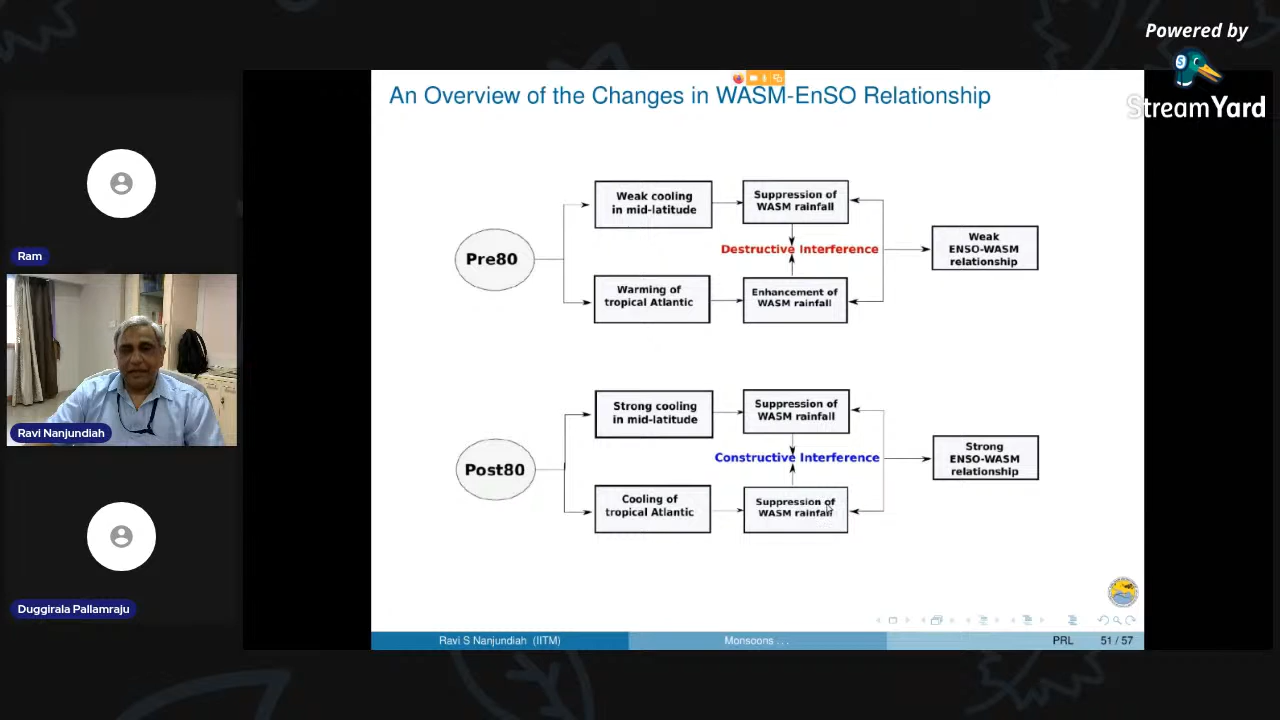 Powered by
StreamYard
An Overview of the Changes in WASM-EnSO Relationship
Weak cooling
in mid-latitude
Suppression of
WASM rainfall
Pre80
Destructive Interference
Weak
ENSO-WASM
relationship
Warming of
tropical Atlantic
Enhancement of
WASM rainfall
Strong cooling
in mid-latitude
Suppression of
WASM rainfall
Post80
Constructive Interference
Strong
ENSO-WASM
relationship
Cooling of
tropical Atlantic
Suppression of
WASM rainfall
Ravi S Nanjundiah (IITM)
Monsoons . . .
PRL
51 / 57
Ram
Ravi Nanjundiah
Duggirala Pallamraju